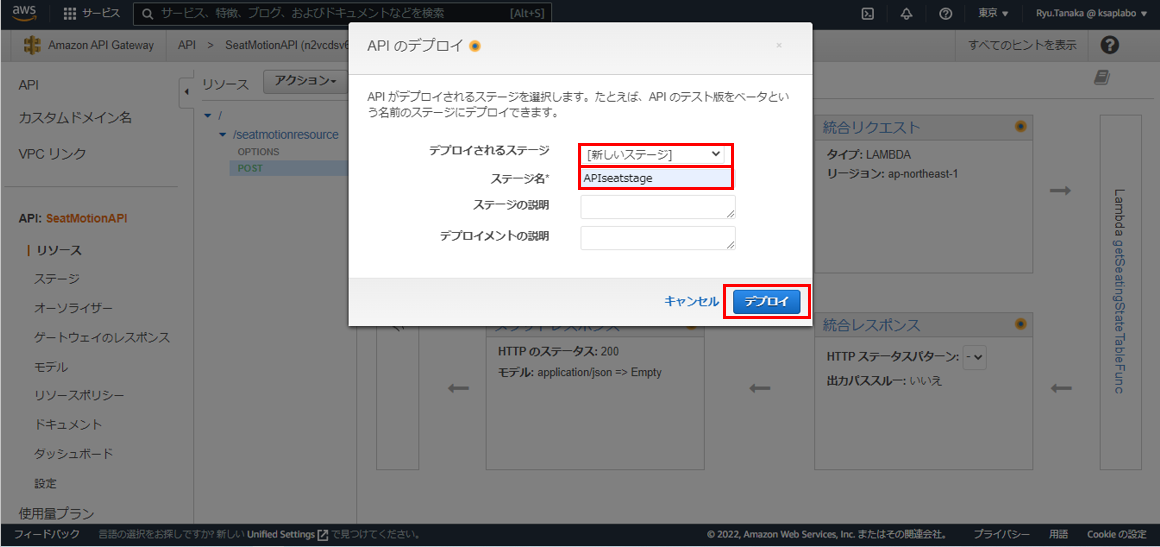 aws
サービス
サービス、特徴、ブログ、およびドキュメントなどを検索
[Alt+S]
東京
Ryu.Tanaka @ ksaplabo
Amazon API Gateway
API > SeatMotionAPI (n2vcdsv6
すべてのヒントを表示
API
カスタムドメイン名
VPC リンク
API: SeatMotionAPI
リソース
ステージ
オーソライザー
ゲートウェイのレスポンス
モデル
リソースポリシー
ドキュメント
ダッシュボード
設定
使用量プラン
リソース
アクション
/
/seatmotionresource
OPTIONS
POST
API のデプロイ
×
API がデプロイされるステージを選択します。たとえば、API のテスト版をベータとい
う名前のステージにデプロイできます。
デプロイされるステージ
[新しいステージ]
ステージ名*
APIseatstage
ステージの説明
デプロイメントの説明
キャンセル
デプロイ
統合リクエスト
タイプ: LAMBDA
リージョン: ap-northeast-1
メソッドレスポンス
HTTP のステータス: 200
モデル: application/json => Empty
統合レスポンス
HTTP ステータスパターン: -
出力パススルー: いいえ
Lambda getSeatingStateTableFunc
フィードバック
言語の選択をお探しですか? 新しい Unified Settings で見つけてください。
© 2022, Amazon Web Services, Inc. またはその関連会社。
プライバシー
用語
Cookie の設定